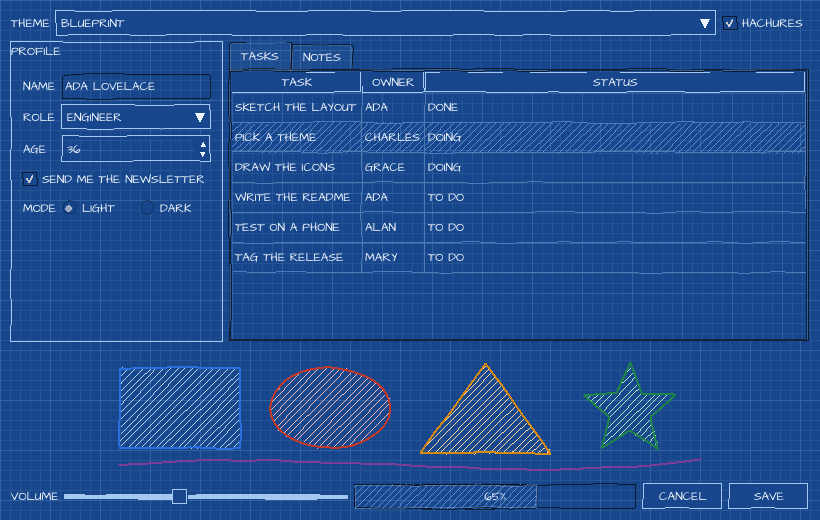 THEME BLUEPRINT HACHURES
PROFILE
NAME ADA LOVELACE
ROLE ENGINEER
AGE 36
SEND ME THE NEWSLETTER
MODE LIGHT DARK
TASKS NOTES
TASK OWNER STATUS
SKETCH THE LAYOUT ADA DONE
PICK A THEME CHARLES DOING
DRAW THE ICONS GRACE DOING
WRITE THE README ADA TO DO
TEST ON A PHONE ALAN TO DO
TAG THE RELEASE MARY TO DO
VOLUME 65% CANCEL SAVE